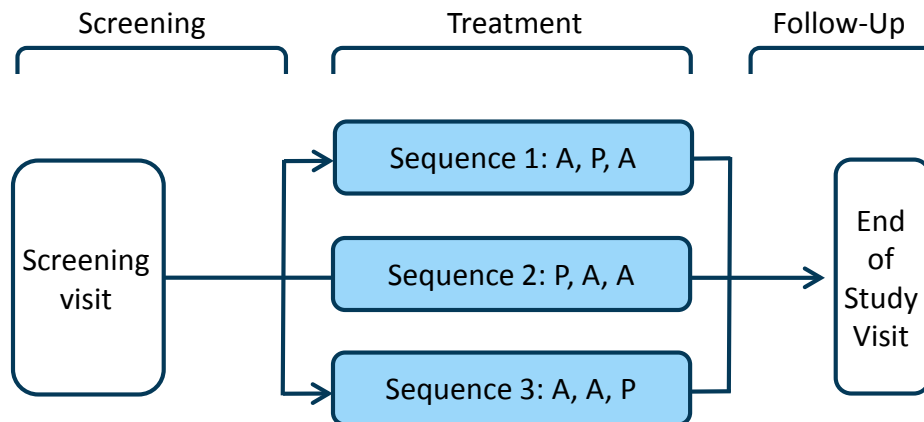 Screening
Treatment
Follow-Up
Screening
visit
Sequence 1: A, P, A
Sequence 2: P, A, A
Sequence 3: A, A, P
End
of
Study
Visit